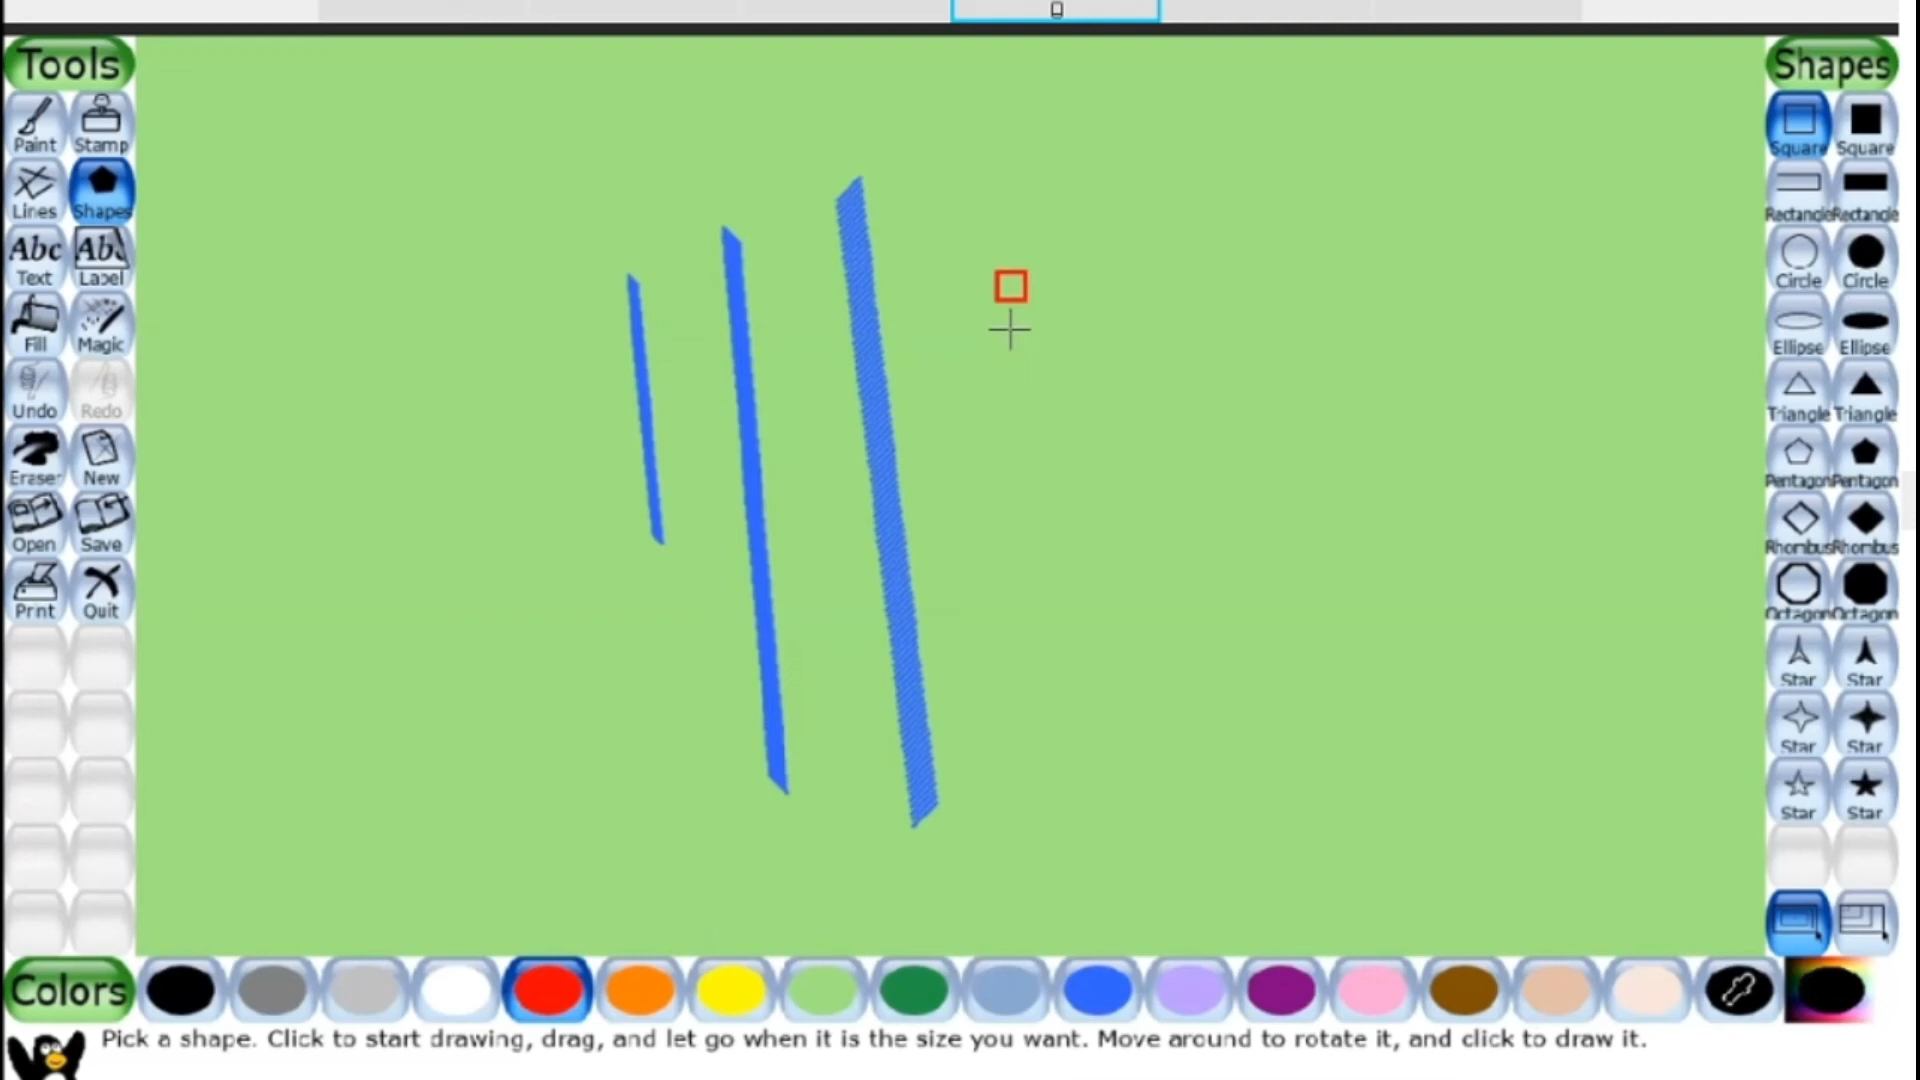 Tools
Shapes
Paint Stamp
Square Square
Lines Shapes
Rectangle Rectangle
Abc Abc
Text Label
Circle Circle
Fill Magic
Ellipse Ellipse
Undo Redo
Triangle Triangle
Eraser New
Pentagon Pentagon
Open Save
Rhombus Rhombus
Print Quit
Octagon Octagon
Star Star
Star Star
Star Star
Colors
Pick a shape. Click to start drawing, drag, and let go when it is the size you want. Move around to rotate it, and click to draw it.